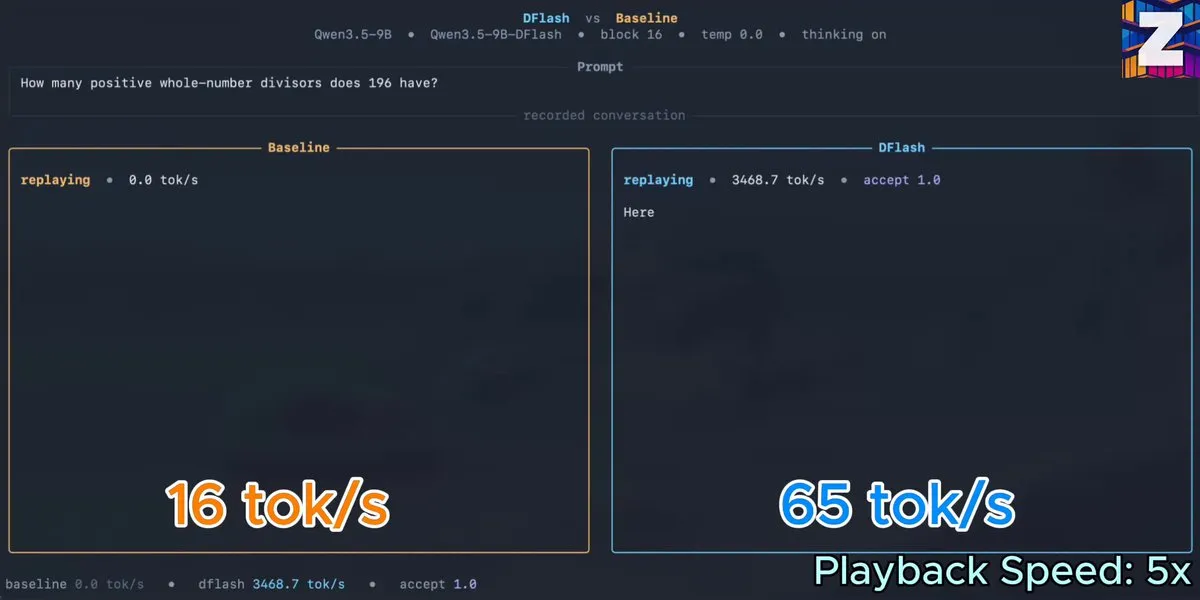 DFlash vs Baseline
Qwen3.5-9B • Qwen3.5-9B-DFlash • block 16 • temp 0.0 • thinking on
Z
Prompt
How many positive whole-number divisors does 196 have?
recorded conversation
Baseline
replaying • 0.0 tok/s
16 tok/s
DFlash
replaying • 3468.7 tok/s • accept 1.0
Here
65 tok/s
Playback Speed: 5x
baseline 0.0 tok/s • dflash 3468.7 tok/s • accept 1.0